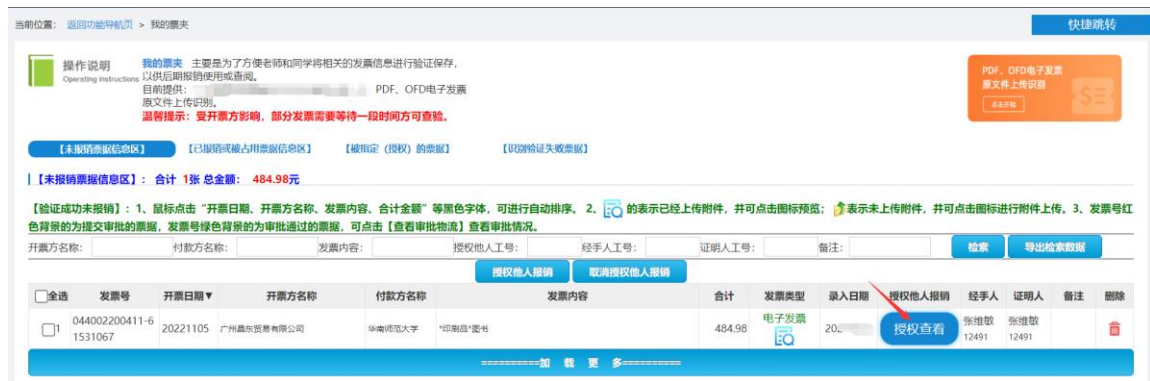 当前位置： 返回功能导航页 > 我的票夹
快捷跳转
操作说明
Operating instructions
我的票夹 主要是为了方便老师和同学将相关的发票信息进行验证保存，
以供后期报销使用或查阅。
目前提供： PDF、OFD电子发票
原文件上传识别。
温馨提示：受开票方影响，部分发票需要等待一段时间方可查验。
PDF、OFD电子发票
原文件上传识别
点击开始
【未报销票据信息区】 【已报销或被占用票据信息区】 【被指定（授权）的票据】 【识别验证失败票据】
【未报销票据信息区】： 合计 1张 总金额： 484.98元
【验证成功未报销】：1、鼠标点击“开票日期、开票方名称、发票内容、合计金额”等黑色字体，可进行自动排序。 2、 的表示已经上传附件，并可点击图标预览； 表示未上传附件，并可点击图标进行附件上传。3、发票号红
色背景的为提交审批的票据，发票号绿色背景的为审批通过的票据，可点击【查看审批物流】查看审批情况。
开票方名称： 付款方名称： 发票内容： 授权他人工号： 经手人工号： 证明人工号： 备注： 检索 导出检索数据
授权他人报销 取消授权他人报销
全选 发票号 开票日期▼ 开票方名称 付款方名称 发票内容 合计 发票类型 录入日期 授权他人报销 经手人 证明人 备注 删除
1 044002200411-6 20221105 广州晶东贸易有限公司 华南师范大学 *印刷品*图书 484.98 电子发票 202 授权查看 张维敏 张维敏
1531067 12491 12491
==========加 载 更 多==========